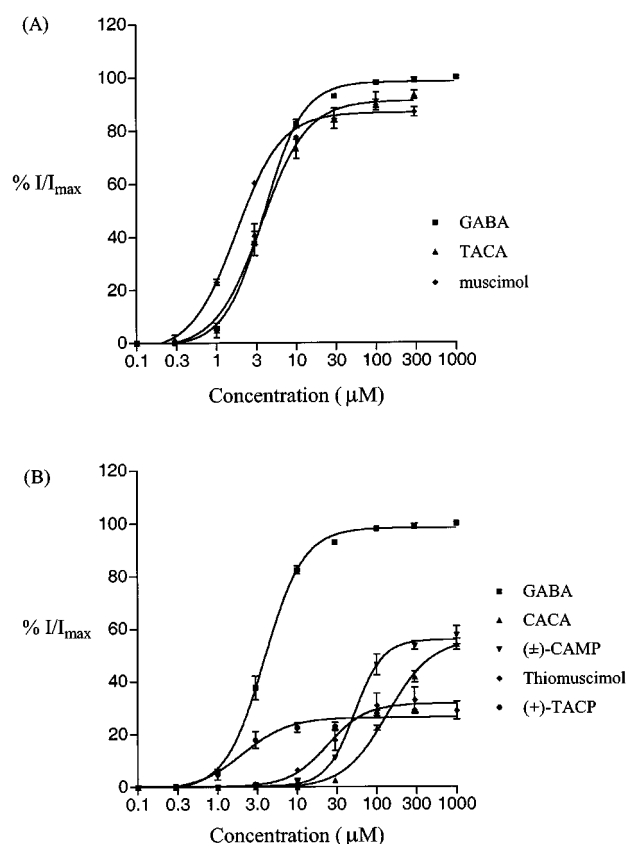 (A)
120
100
80
60
40
20
0
% I/Imax
GABA
TACA
muscimol
0.1 0.3 1 3 10 30 100 300 1000
Concentration ( μM)
(B)
120
100
80
60
40
20
0
% I/Imax
GABA
CACA
(±)-CAMP
Thiomuscimol
(+)-TACP
0.1 0.3 1.0 3.0 10 30 100 300 1000
Concentration ( μM)